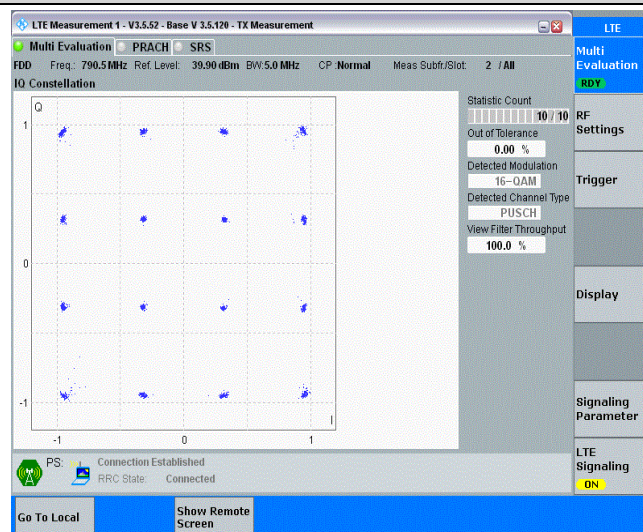 LTE Measurement 1 - V3.5.52 - Base V 3.5.120 - TX Measurement
LTE
Multi Evaluation PRACH SRS
Multi
Evaluation
RDY
FDD Freq.: 790.5 MHz Ref. Level: 39.90 dBm BW:5.0 MHz CP :Normal Meas Subfr./Slot: 2 / All
IQ Constellation
Q
1
0
-1
-1 0 1
I
Statistic Count
10 / 10
Out of Tolerance
0.00 %
Detected Modulation
16-QAM
Detected Channel Type
PUSCH
View Filter Throughput
100.0 %
RF
Settings
Trigger
Display
Signaling
Parameter
LTE
Signaling
ON
PS: Connection Established
RRC State: Connected
Go To Local
Show Remote
Screen